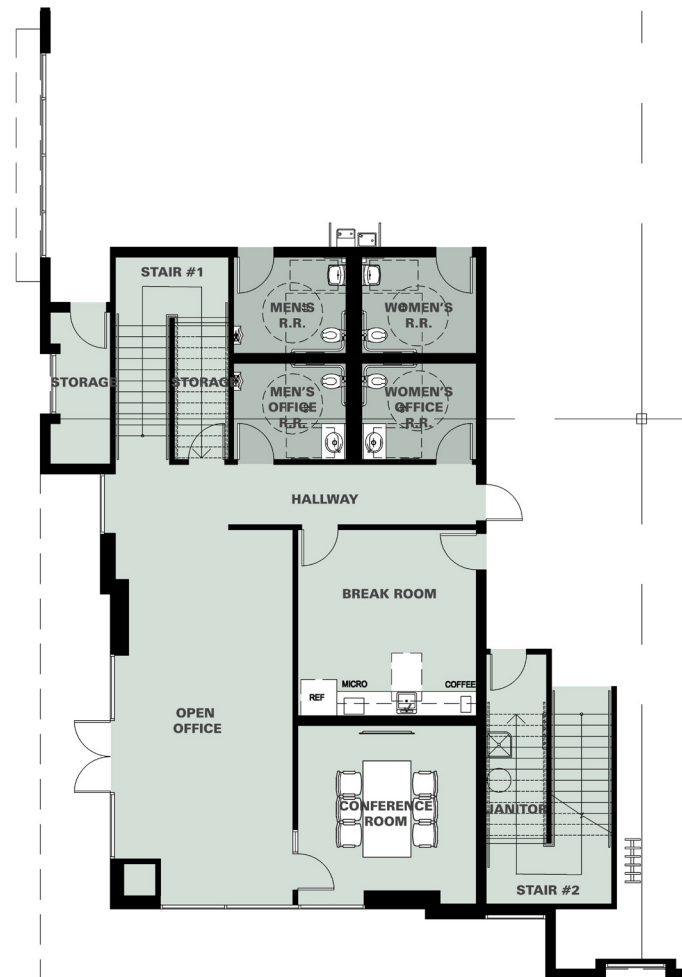 STAIR #1
MEN'S
R.R.
WOMEN'S
R.R.
STORAGE
STORAGE
MEN'S
OFFICE
R.R.
WOMEN'S
OFFICE
R.R.
HALLWAY
BREAK ROOM
MICRO
COFFEE
REF
OPEN
OFFICE
CONFERENCE
ROOM
JANITOR
STAIR #2